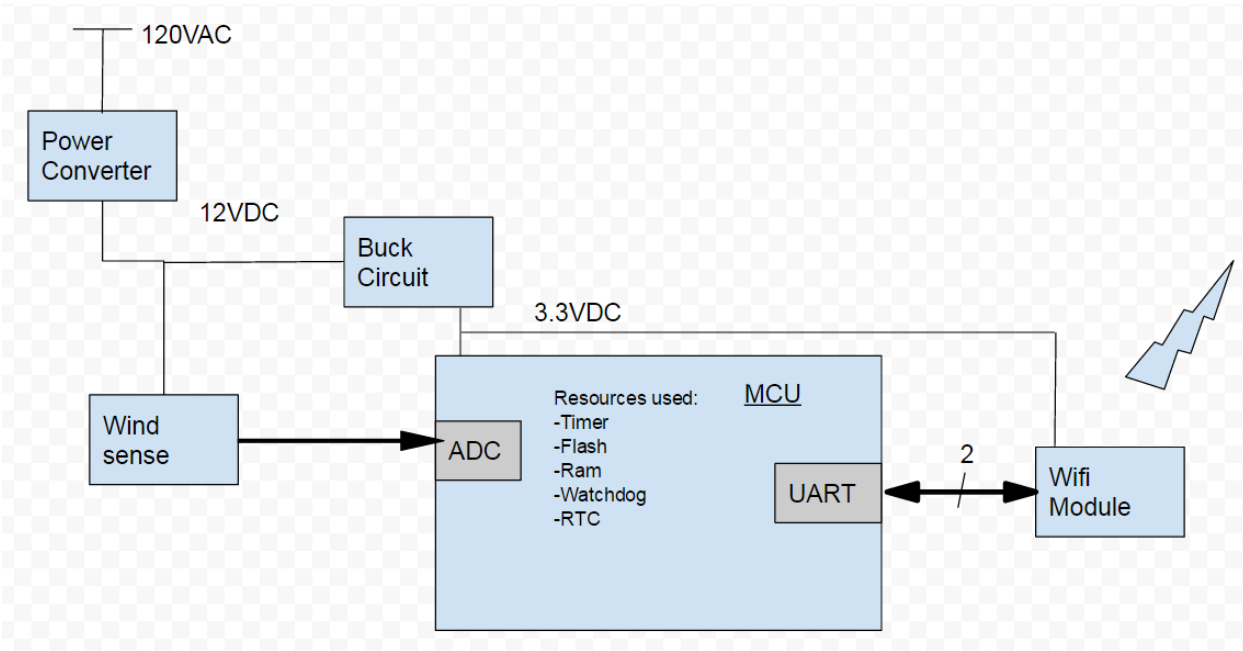 120VAC
Power
Converter
12VDC
Buck
Circuit
3.3VDC
Wind
sense
ADC
Resources used:
-Timer
-Flash
-Ram
-Watchdog
-RTC
MCU
UART
2
Wifi
Module